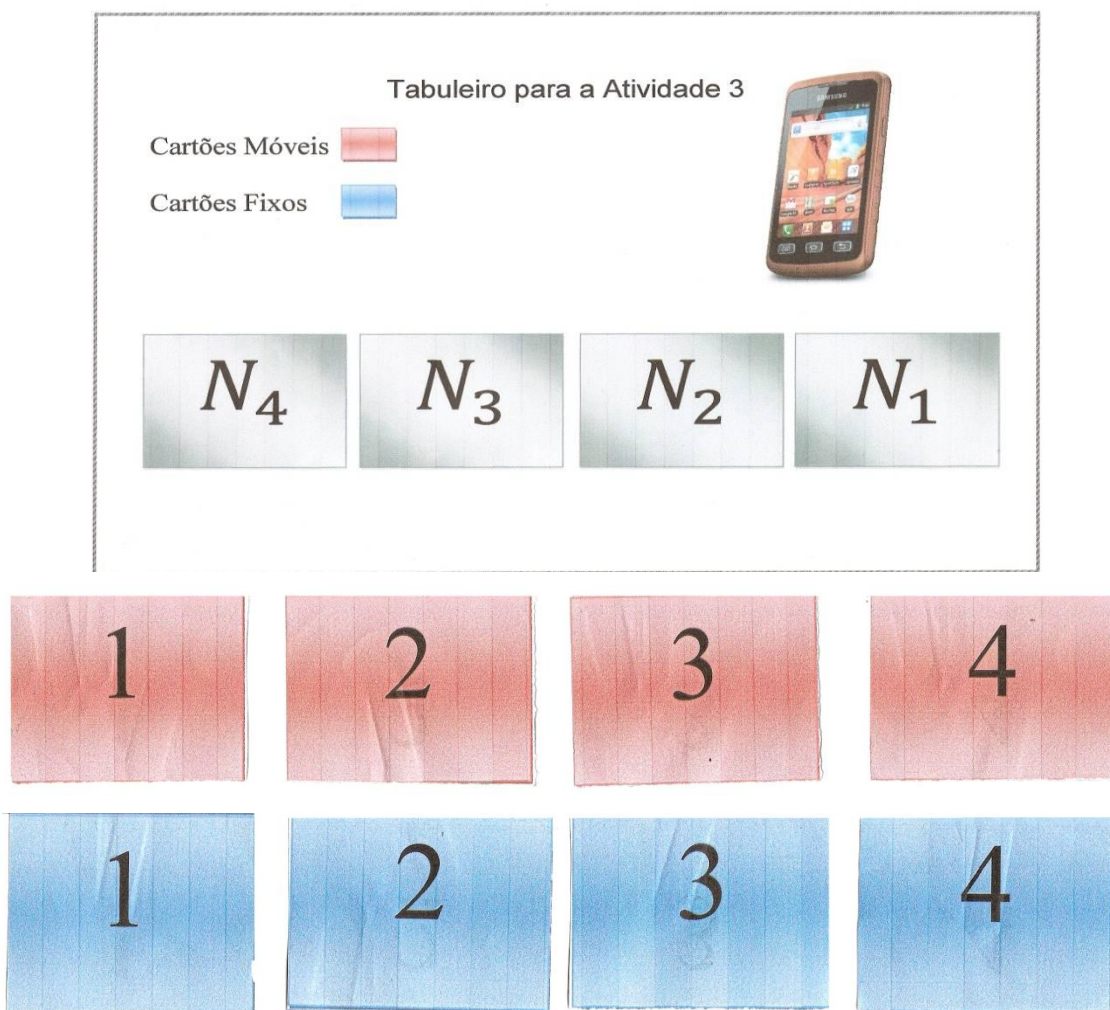 Tabuleiro para a Atividade 3
SAMSUNG
Cartões Móveis
Cartões Fixos
N₄ N₃ N₂ N₁
1 2 3 4
1 2 3 4